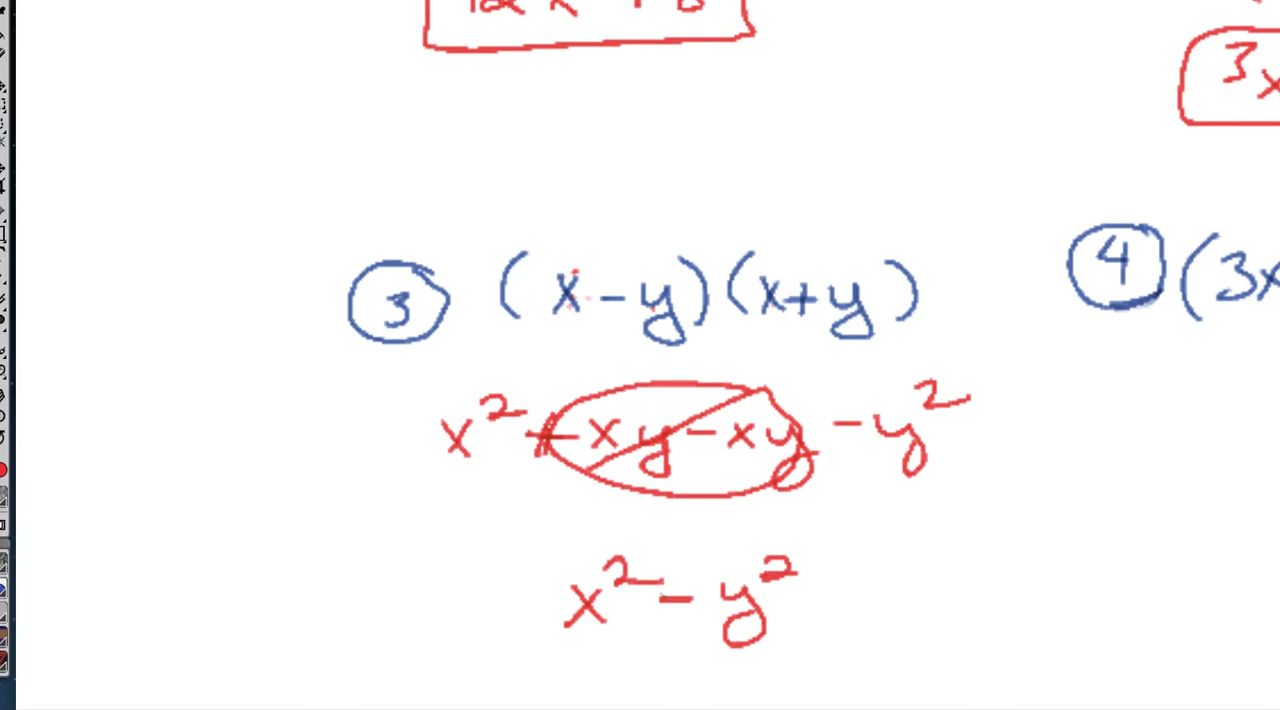 3x
③ (x-y)(x+y)
④ (3x
x² + xy - xy - y²
x² - y²